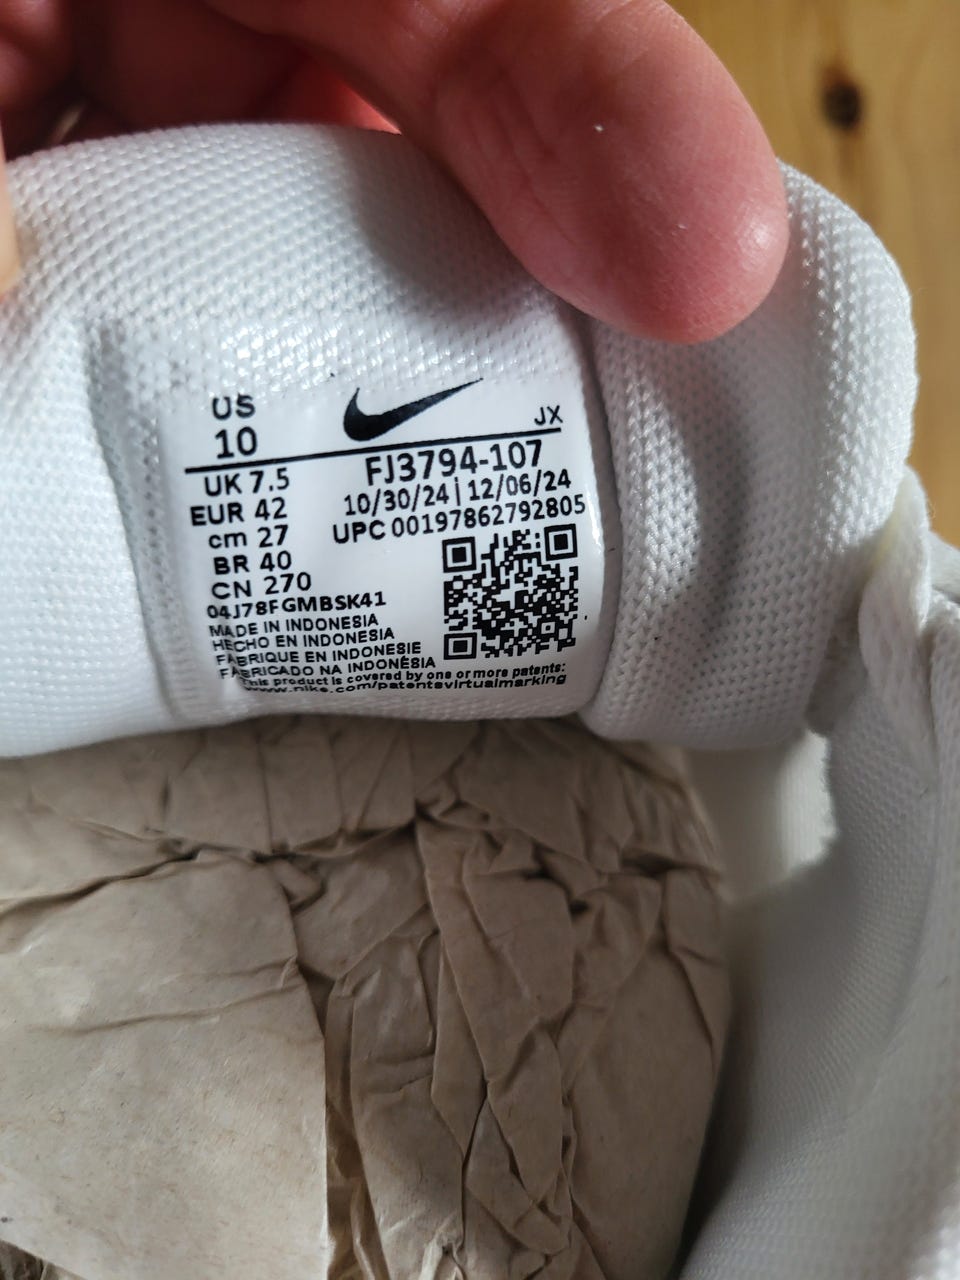 US
10
UK 7.5
EUR 42
cm 27
BR 40
CN 270
JX
FJ3794-107
10/30/24 | 12/06/24
UPC 00197862792805
04J78FGMBSK41
MADE IN INDONESIA
HECHO EN INDONESIA
FABRIQUE EN INDONESIE
FABRICADO NA INDONÉSIA
This product is covered by one or more patents:
www.nike.com/patentsvirtualmarking